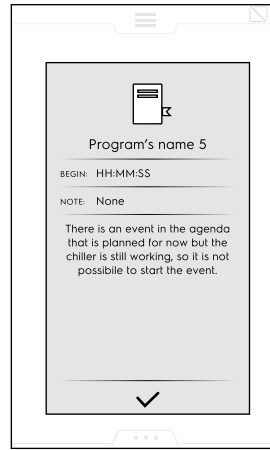 Program's name 5
BEGIN: HH:MM:SS
NOTE: None
There is an event in the agenda
that is planned for now but the
chiller is still working, so it is not
possibile to start the event.